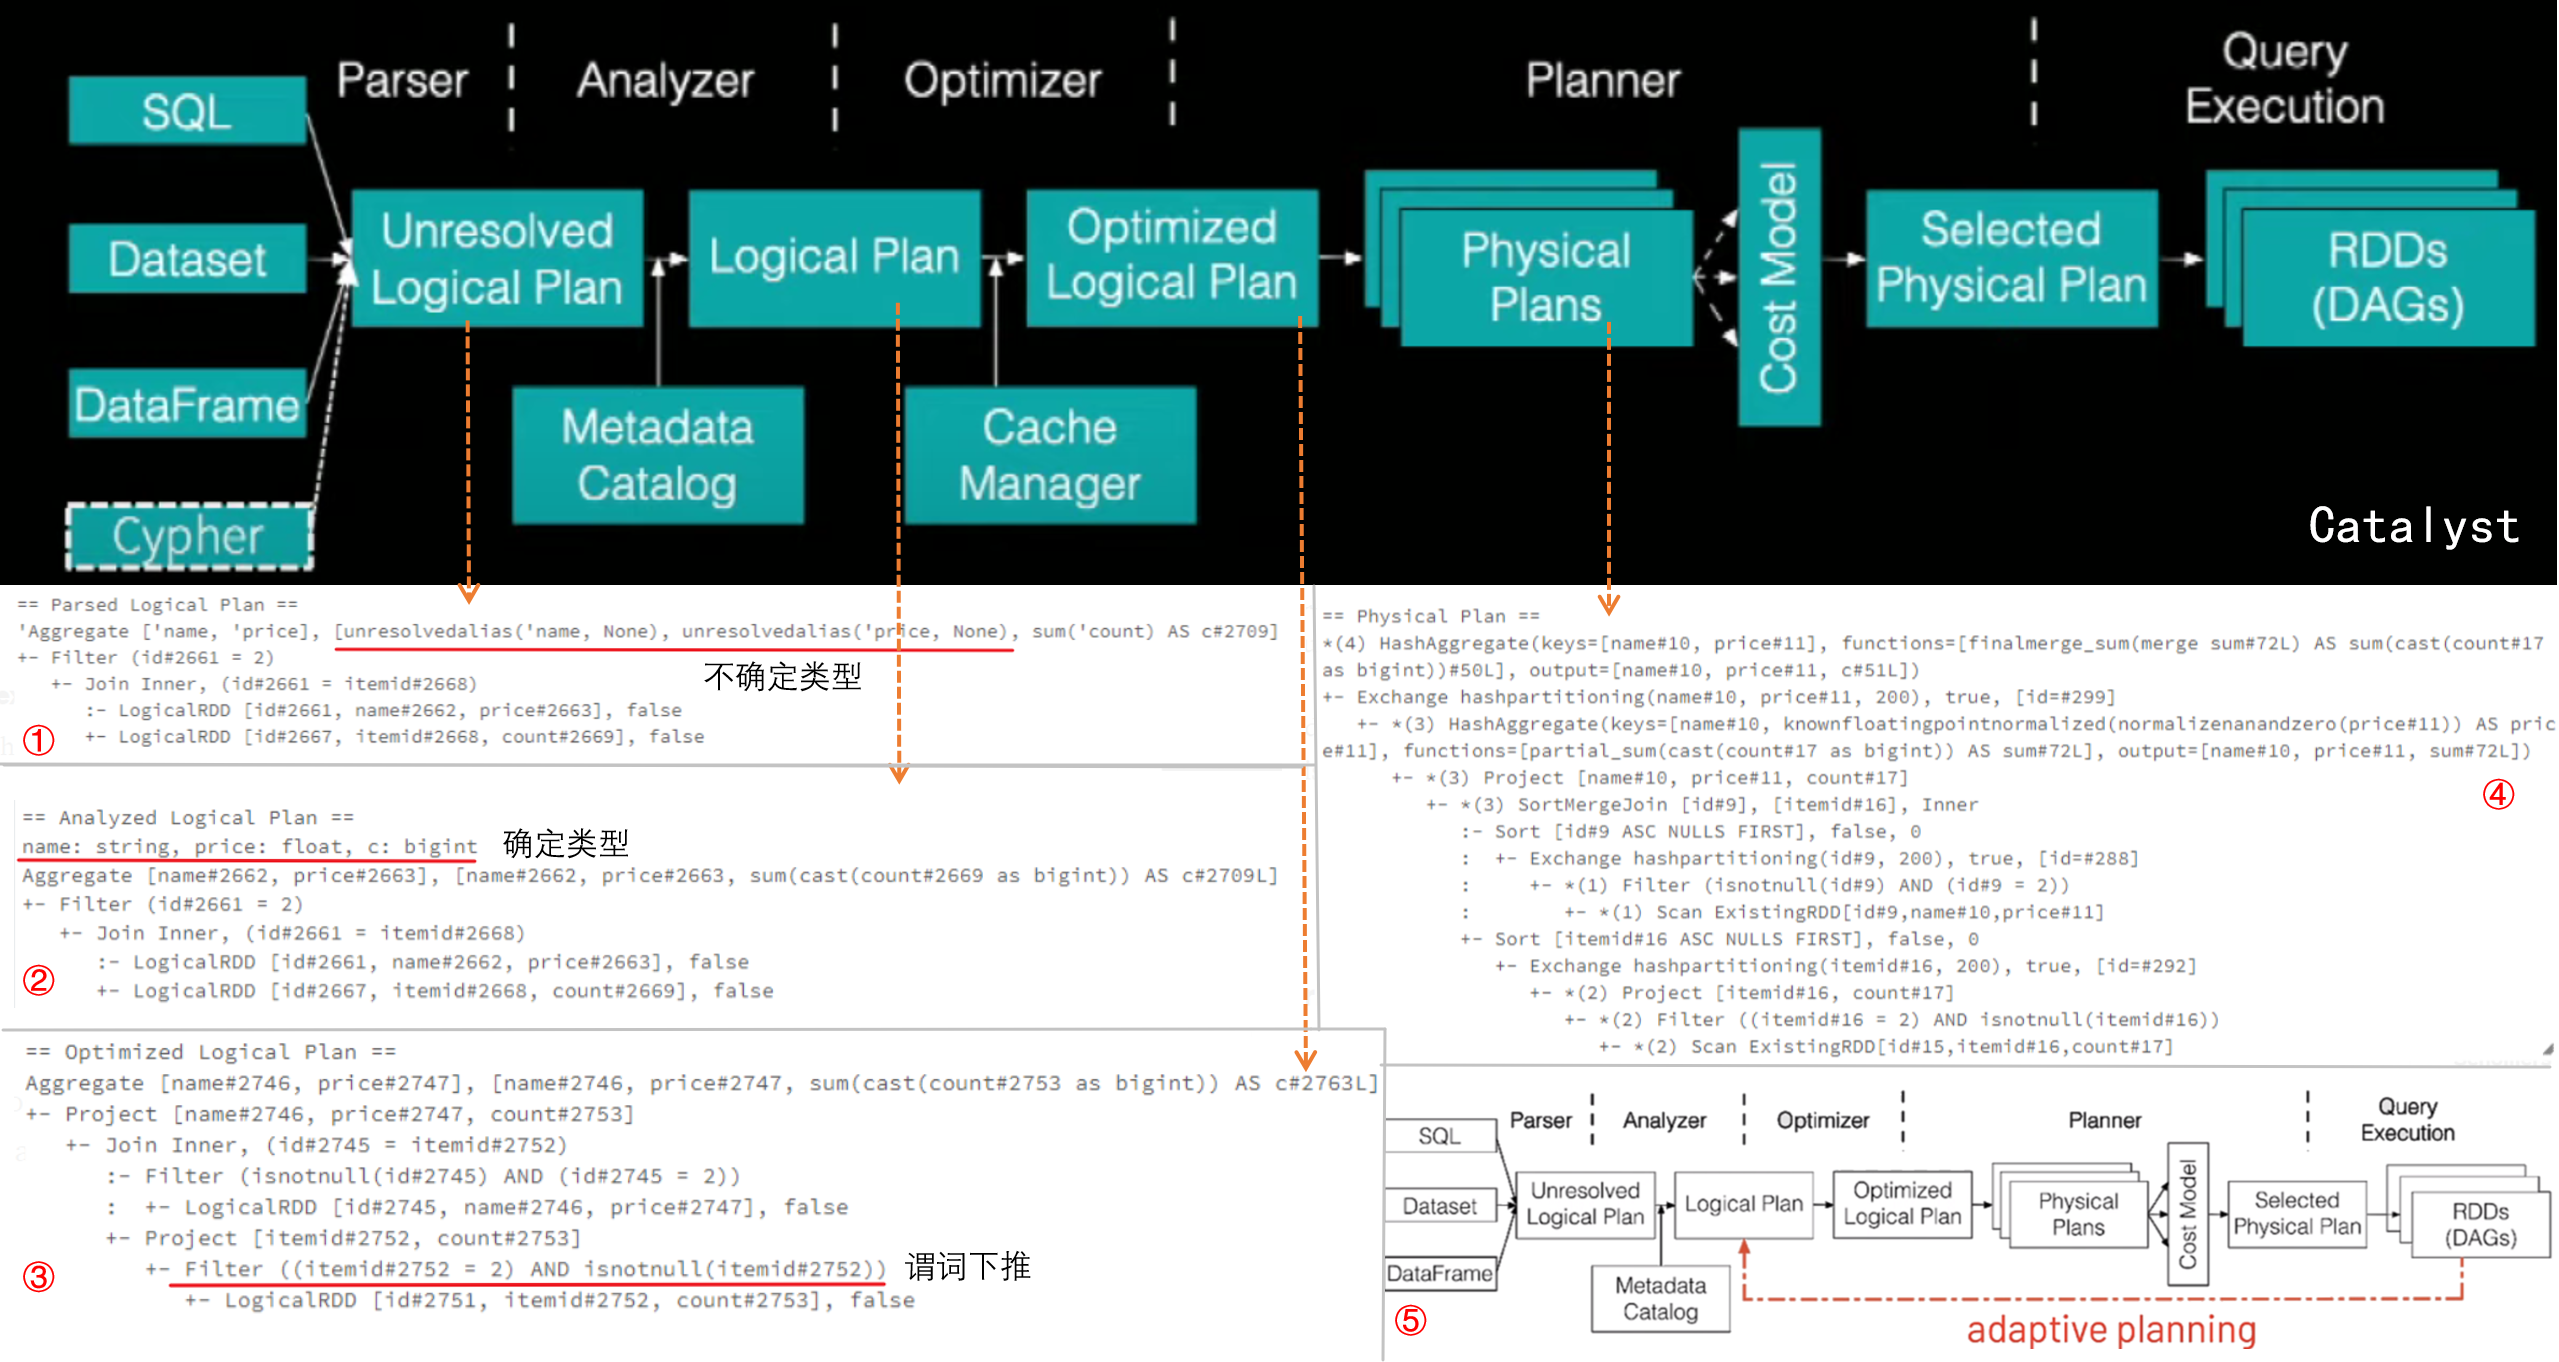 Parser
Analyzer
Optimizer
Planner
Query
Execution
SQL
Dataset
DataFrame
Cypher
Unresolved
Logical Plan
Logical Plan
Optimized
Logical Plan
Physical
Plans
Cost Model
Selected
Physical Plan
RDDs
(DAGs)
Metadata
Catalog
Cache
Manager
Catalyst
== Parsed Logical Plan ==
'Aggregate ['name, 'price], [unresolvedalias('name, None), unresolvedalias('price, None), sum('count) AS c#2709]
+- Filter (id#2661 = 2)
不确定类型
+- Join Inner, (id#2661 = itemid#2668)
:- LogicalRDD [id#2661, name#2662, price#2663], false
+- LogicalRDD [id#2667, itemid#2668, count#2669], false
①
== Analyzed Logical Plan ==
name: string, price: float, c: bigint 确定类型
Aggregate [name#2662, price#2663], [name#2662, price#2663, sum(cast(count#2669 as bigint)) AS c#2709L]
+- Filter (id#2661 = 2)
+- Join Inner, (id#2661 = itemid#2668)
:- LogicalRDD [id#2661, name#2662, price#2663], false
+- LogicalRDD [id#2667, itemid#2668, count#2669], false
②
== Optimized Logical Plan ==
Aggregate [name#2746, price#2747], [name#2746, price#2747, sum(cast(count#2753 as bigint)) AS c#2763L]
+- Project [name#2746, price#2747, count#2753]
+- Join Inner, (id#2745 = itemid#2752)
:- Filter (isnotnull(id#2745) AND (id#2745 = 2))
: +- LogicalRDD [id#2745, name#2746, price#2747], false
+- Project [itemid#2752, count#2753]
+- Filter ((itemid#2752 = 2) AND isnotnull(itemid#2752)) 谓词下推
+- LogicalRDD [id#2751, itemid#2752, count#2753], false
③
== Physical Plan ==
*(4) HashAggregate(keys=[name#10, price#11], functions=[finalmerge_sum(merge sum#72L) AS sum(cast(count#17
as bigint))#50L], output=[name#10, price#11, c#51L])
+- Exchange hashpartitioning(name#10, price#11, 200), true, [id=#299]
+- *(3) HashAggregate(keys=[name#10, knownfloatingpointnormalized(normalizenanandzero(price#11)) AS pric
e#11], functions=[partial_sum(cast(count#17 as bigint)) AS sum#72L], output=[name#10, price#11, sum#72L])
+- *(3) Project [name#10, price#11, count#17]
+- *(3) SortMergeJoin [id#9], [itemid#16], Inner
:- Sort [id#9 ASC NULLS FIRST], false, 0
: +- Exchange hashpartitioning(id#9, 200), true, [id=#288]
: +- *(1) Filter (isnotnull(id#9) AND (id#9 = 2))
: +- *(1) Scan ExistingRDD[id#9,name#10,price#11]
+- Sort [itemid#16 ASC NULLS FIRST], false, 0
+- Exchange hashpartitioning(itemid#16, 200), true, [id=#292]
+- *(2) Project [itemid#16, count#17]
+- *(2) Filter ((itemid#16 = 2) AND isnotnull(itemid#16))
+- *(2) Scan ExistingRDD[id#15,itemid#16,count#17]
④
Parser
Analyzer
Optimizer
Planner
Query
Execution
SQL
Dataset
DataFrame
Unresolved
Logical Plan
Logical Plan
Optimized
Logical Plan
Physical
Plans
Cost Model
Selected
Physical Plan
RDDs
(DAGs)
Metadata
Catalog
adaptive planning
⑤